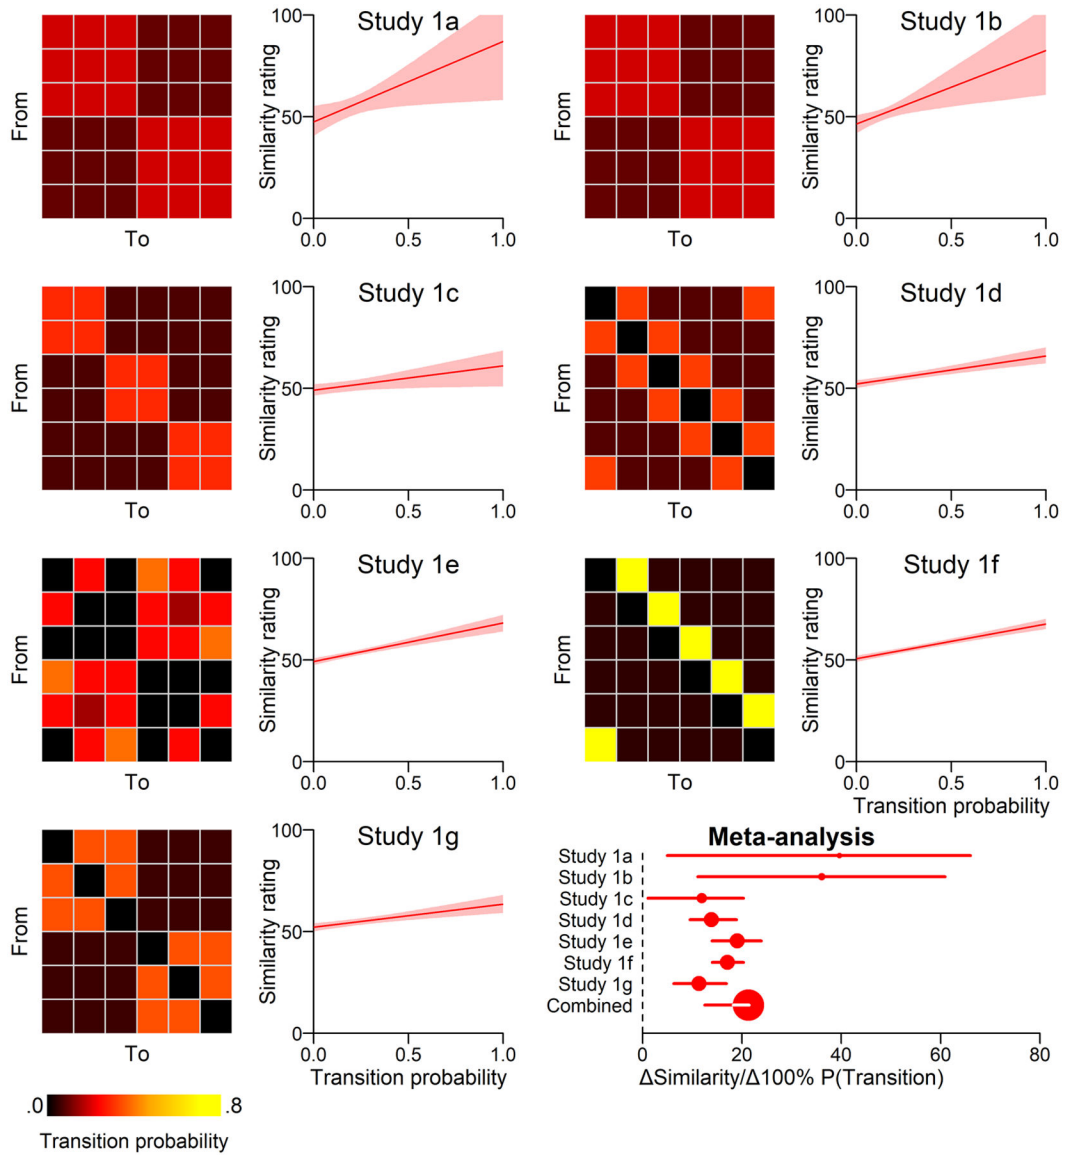 Study 1a
100
50
0
0.0 0.5 1.0
Similarity rating
From
To
Study 1b
100
50
0
0.0 0.5 1.0
Similarity rating
From
To
Study 1c
100
50
0
0.0 0.5 1.0
Similarity rating
From
To
Study 1d
100
50
0
0.0 0.5 1.0
Similarity rating
From
To
Study 1e
100
50
0
0.0 0.5 1.0
Similarity rating
From
To
Study 1f
100
50
0
0.0 0.5 1.0
Similarity rating
From
To
Transition probability
Study 1g
100
50
0
0.0 0.5 1.0
Similarity rating
From
To
Transition probability
Meta-analysis
Study 1a
Study 1b
Study 1c
Study 1d
Study 1e
Study 1f
Study 1g
Combined
0 20 40 60 80
ΔSimilarity/Δ100% P(Transition)
.0 .8
Transition probability